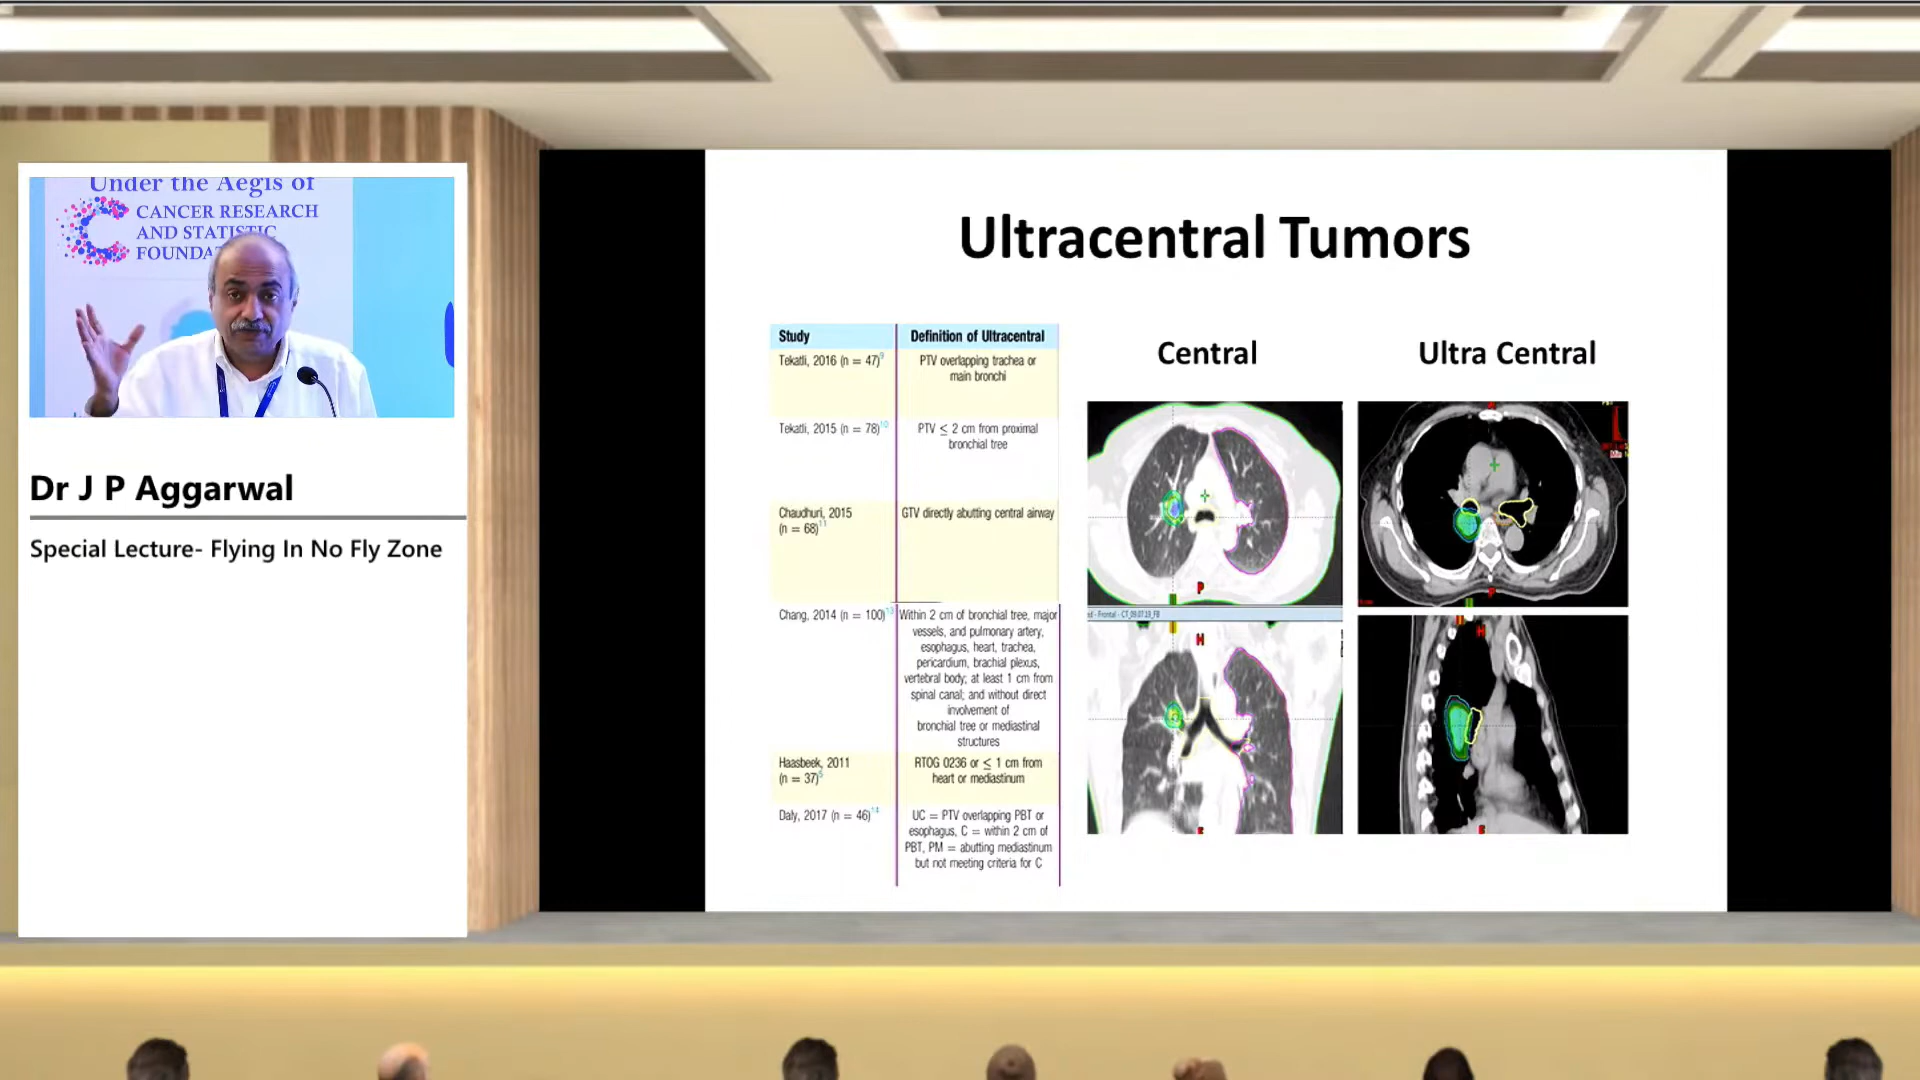 Under the Aegis of
CANCER RESEARCH
AND STATISTIC
FOUNDA
Dr J P Aggarwal
Special Lecture- Flying In No Fly Zone
Ultracentral Tumors
Study
Definition of Ultracentral
Tekatli, 2016 (n = 47)9
PTV overlapping trachea or
main bronchi
Tekatli, 2015 (n = 78)10
PTV ≤ 2 cm from proximal
bronchial tree
Chaudhuri, 2015
(n = 68)11
GTV directly abutting central airway
Chang, 2014 (n = 100)13
Within 2 cm of bronchial tree, major
vessels, and pulmonary artery,
esophagus, heart, trachea,
pericardium, brachial plexus,
vertebral body; at least 1 cm from
spinal canal; and without direct
involvement of
bronchial tree or mediastinal
structures
Haasbeek, 2011
(n = 37)5
RTOG 0236 or ≤ 1 cm from
heart or mediastinum
Daly, 2017 (n = 46)14
UC = PTV overlapping PBT or
esophagus, C = within 2 cm of
PBT, PM = abutting mediastinum
but not meeting criteria for C
Central
Ultra Central
P
H
H